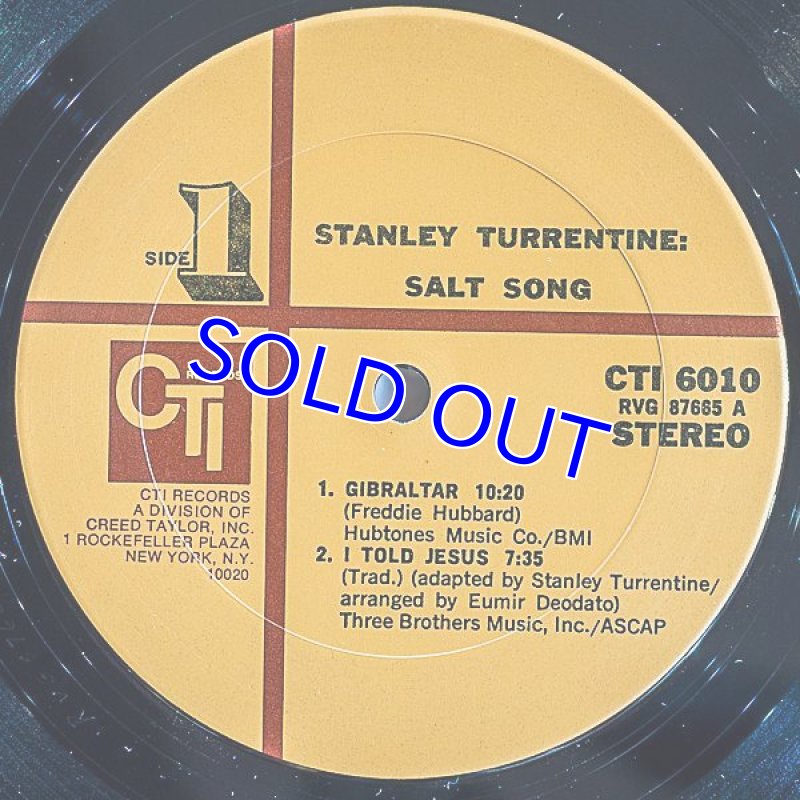 SIDE 1
STANLEY TURRENTINE:
SALT SONG
CTI
RECORDS
SOLD OUT
CTI 6010
RVG 87665 A
STEREO
CTI RECORDS
A DIVISION OF
CREED TAYLOR, INC.
1 ROCKEFELLER PLAZA
NEW YORK, N.Y.
10020
1. GIBRALTAR 10:20
(Freddie Hubbard)
Hubtones Music Co./BMI
2. I TOLD JESUS 7:35
(Trad.) (adapted by Stanley Turrentine/
arranged by Eumir Deodato)
Three Brothers Music, Inc./ASCAP